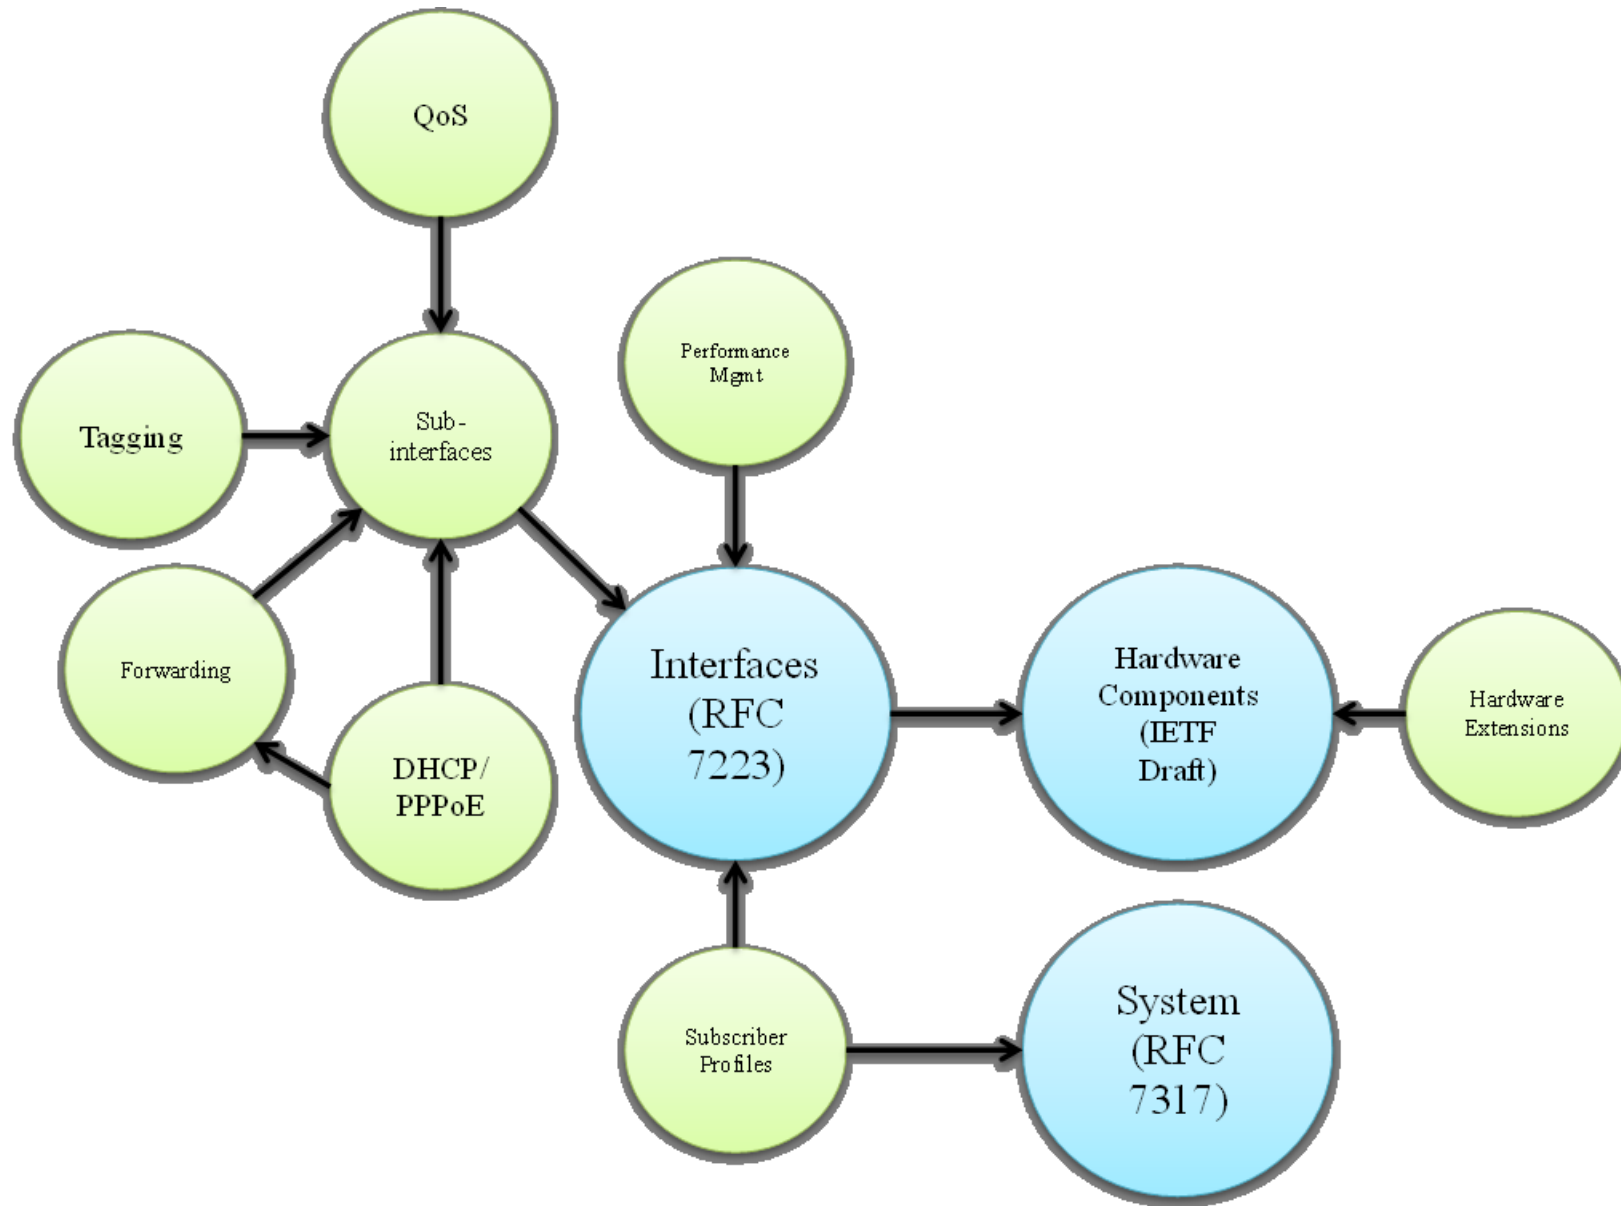 QoS
Performance
Mgmt
Tagging
Sub-
interfaces
Forwarding
DHCP/
PPPoE
Interfaces
(RFC
7223)
Hardware
Components
(IETF
Draft)
Hardware
Extensions
Subscriber
Profiles
System
(RFC
7317)